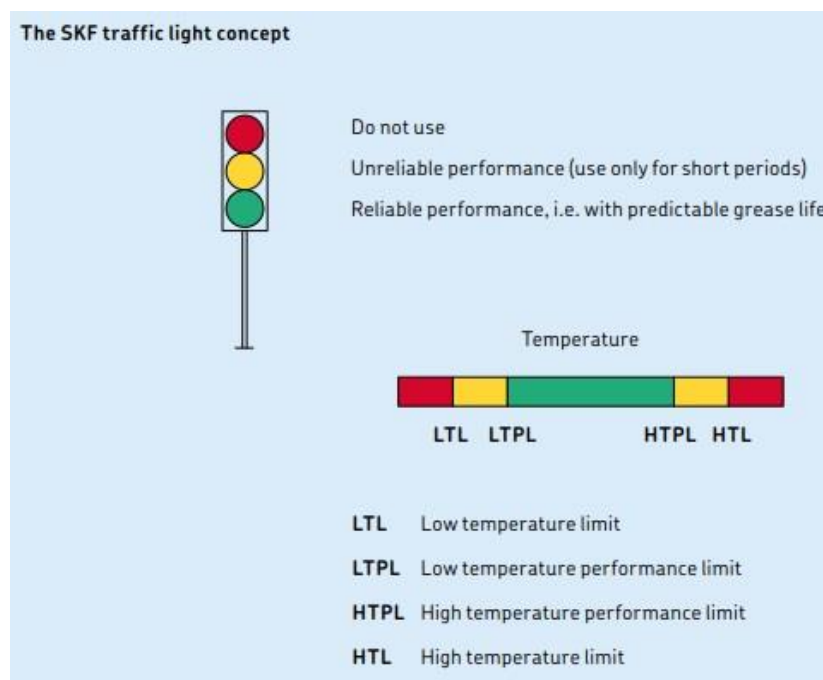 The SKF traffic light concept
Do not use
Unreliable performance (use only for short periods)
Reliable performance, i.e. with predictable grease life
Temperature
LTL LTPL HTPL HTL
LTL Low temperature limit
LTPL Low temperature performance limit
HTPL High temperature performance limit
HTL High temperature limit